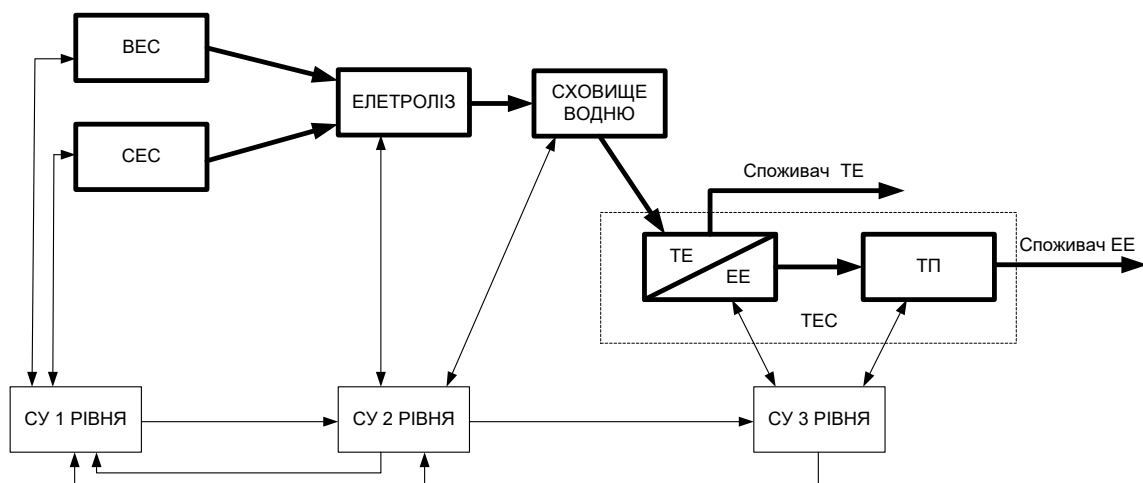 ВЕС
СЕС
ЕЛЕТРОЛІЗ
СХОВИЩЕ
ВОДНЮ
Споживач ТЕ
ТЕ
ЕЕ
ТП
Споживач ЕЕ
ТЕС
СУ 1 РІВНЯ
СУ 2 РІВНЯ
СУ 3 РІВНЯ